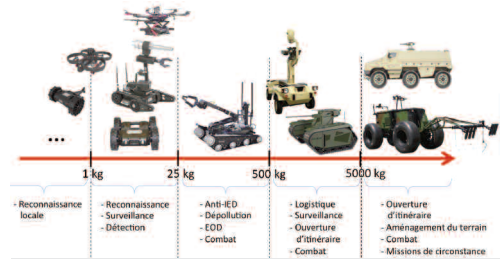 ...
1 kg 25 kg 500 kg 5000 kg
- Reconnaissance
locale
- Reconnaissance
- Surveillance
- Détection
- Anti-IED
- Dépollution
- EOD
- Combat
- Logistique
- Surveillance
- Ouverture
d'itinéraire
- Combat
- Ouverture
d'itinéraire
- Aménagement du terrain
- Combat
- Missions de circonstance